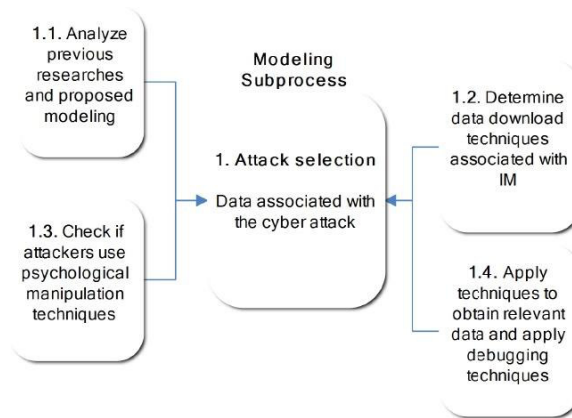 1.1. Analyze
previous
researches
and proposed
modeling
Modeling
Subprocess
1. Attack selection
Data associated with
the cyber attack
1.2. Determine
data download
techniques
associated with
IM
1.3. Check if
attackers use
psychological
manipulation
techniques
1.4. Apply
techniques to
obtain relevant
data and apply
debugging
techniques